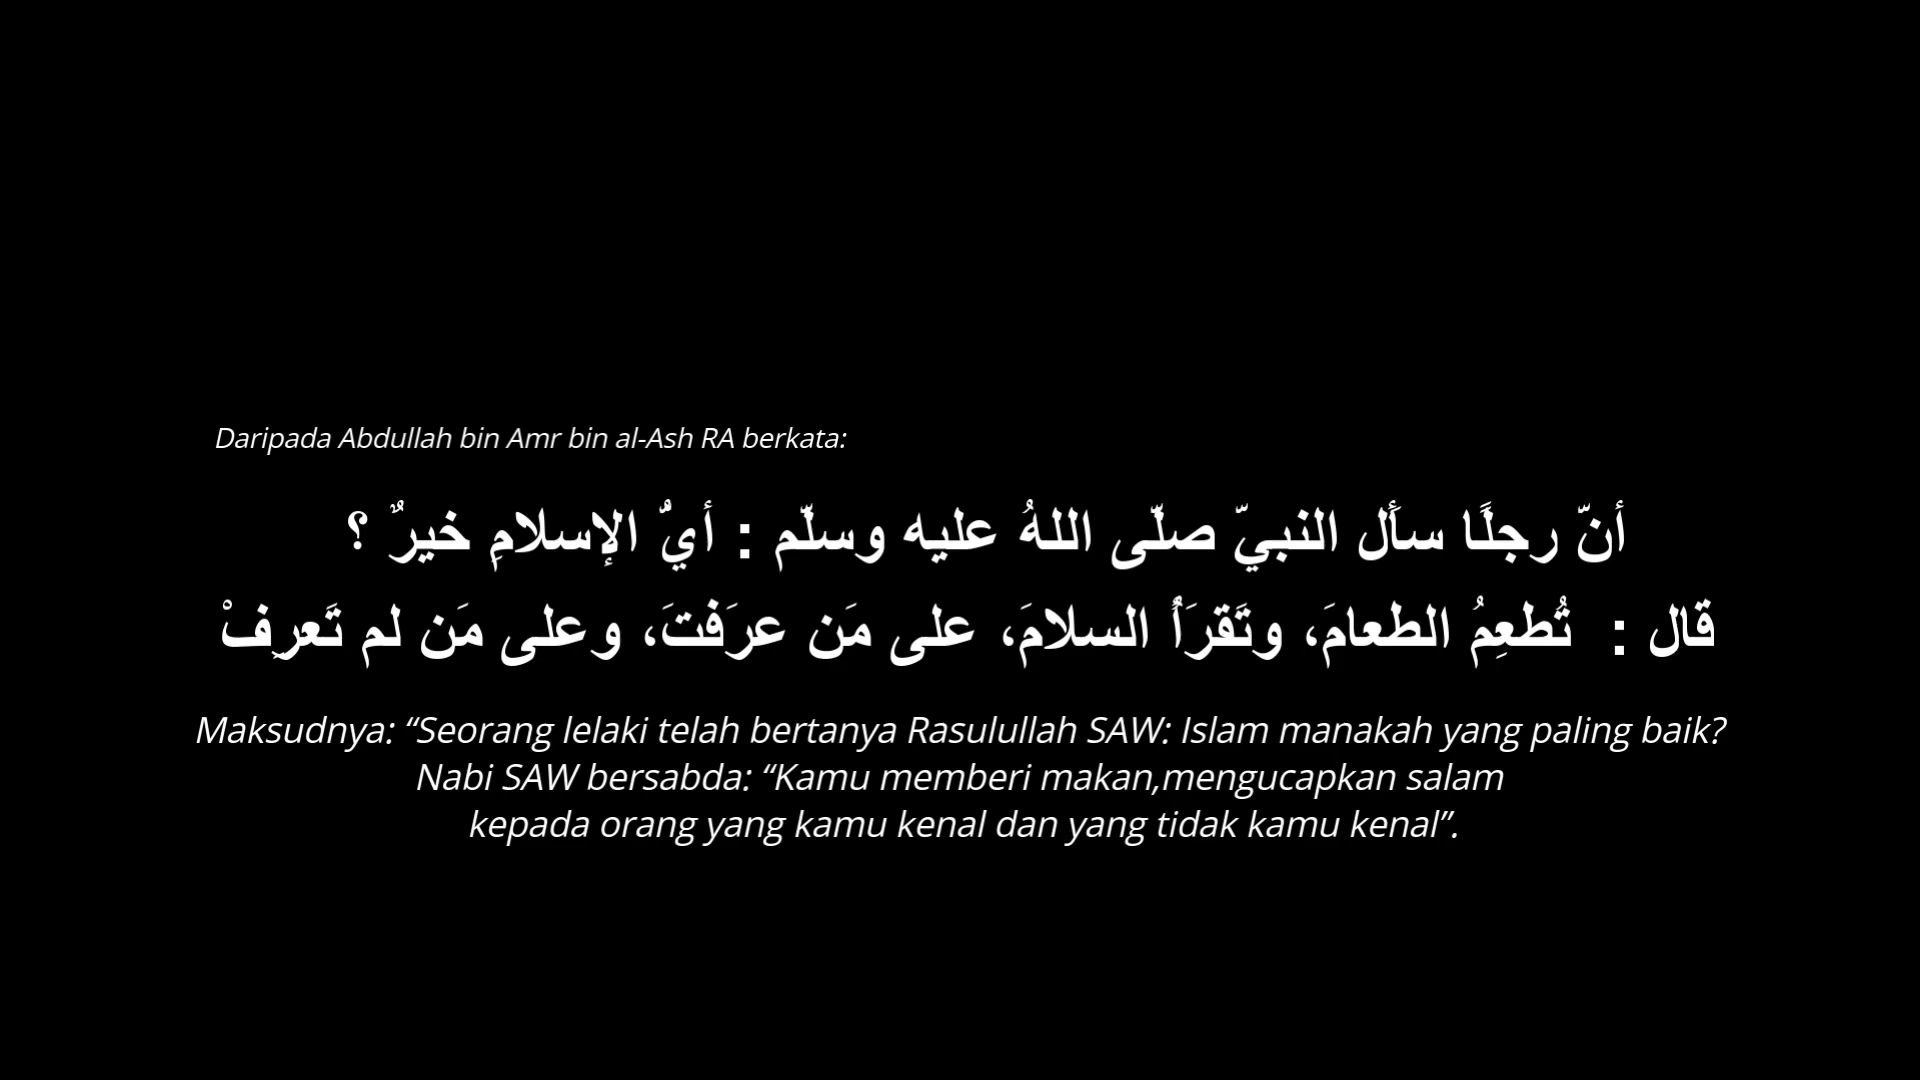 Daripada Abdullah bin Amr bin al-Ash RA berkata:
أنّ رجلًا سأَل النبيّ صلّى اللهُ عليه وسلّم : أيٌّ الإسلامِ خيرٌ ؟
قال : تُطعِمُ الطعامَ، وتَقرَأُ السلامَ، على مَن عرَفتَ، وعلى مَن لم تَعرِفْ
Maksudnya: “Seorang lelaki telah bertanya Rasulullah SAW: Islam manakah yang paling baik?
Nabi SAW bersabda: “Kamu memberi makan,mengucapkan salam
kepada orang yang kamu kenal dan yang tidak kamu kenal”.